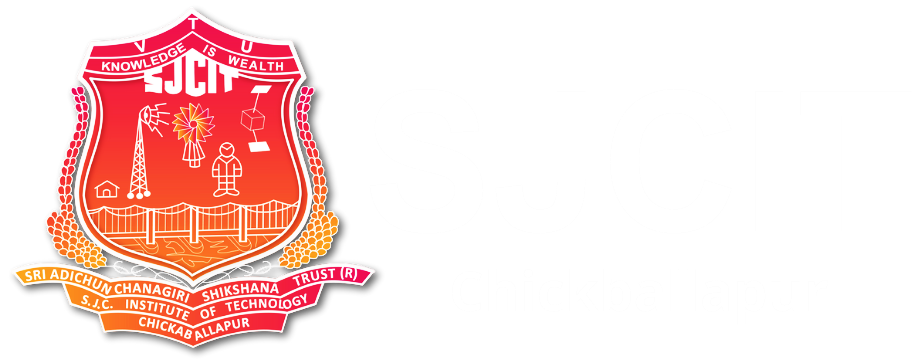 V T U
KNOWLEDGE IS WEALTH
SJCIT
SRI ADICHUNCHANAGIRI SHIKSHANA TRUST (R)
S.J.C. INSTITUTE OF TECHNOLOGY
CHICKABALLAPUR